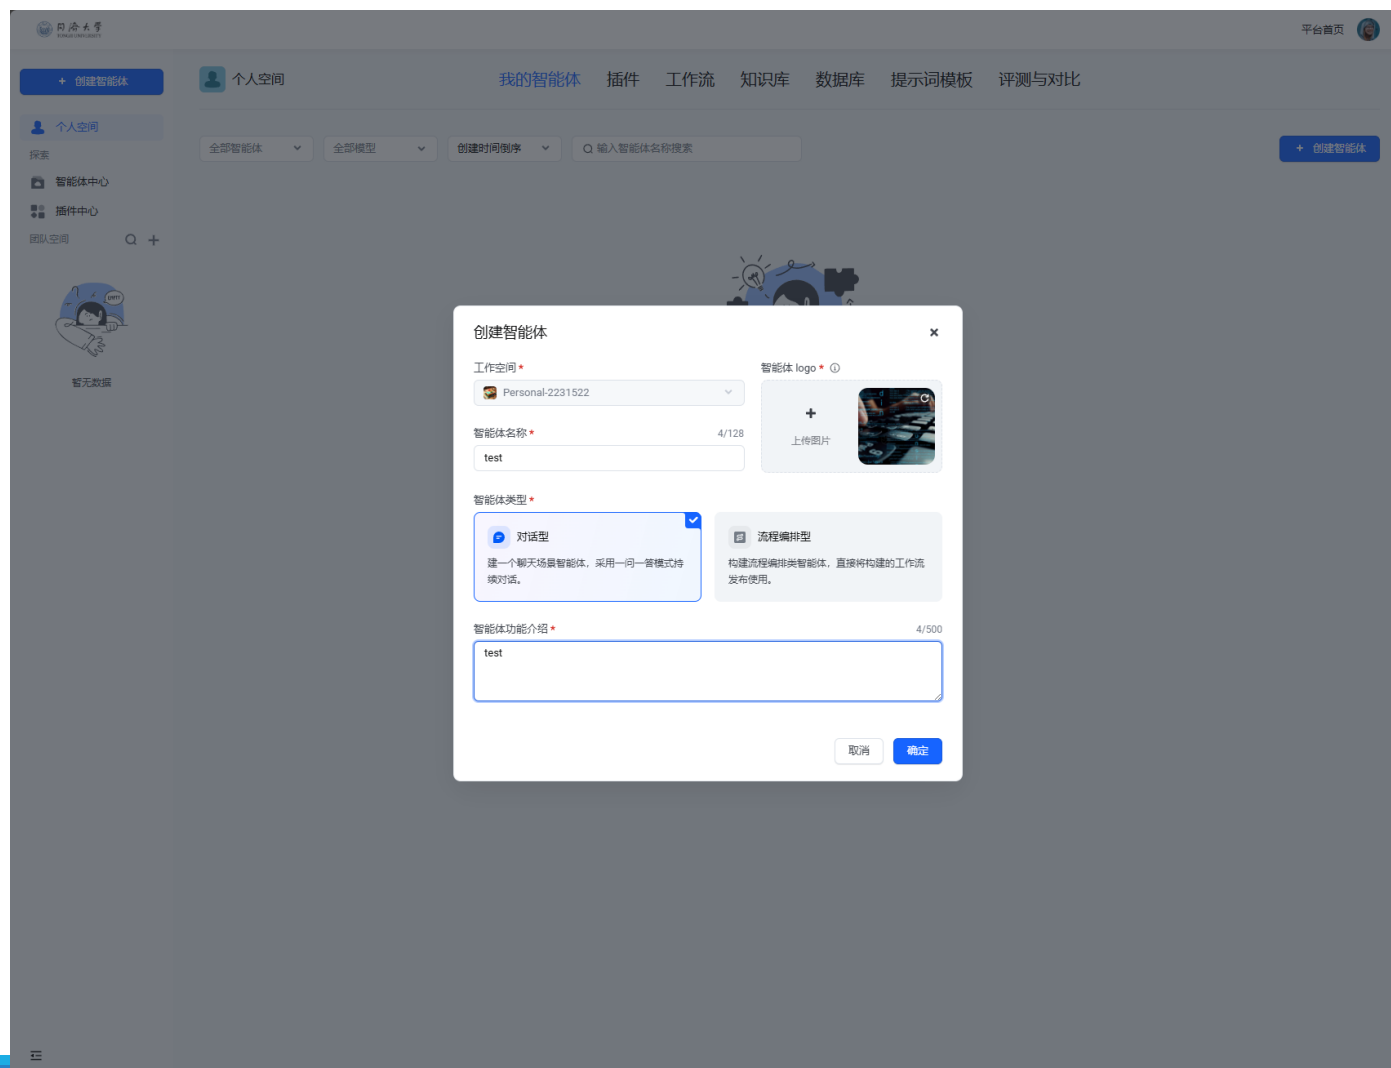 同济大学
TONGJI UNIVERSITY
平台首页
+ 创建智能体
个人空间
我的智能体 插件 工作流 知识库 数据库 提示词模板 评测与对比
个人空间
探索
全部智能体 全部模型 创建时间倒序 输入智能体名称搜索
+ 创建智能体
智能体中心
插件中心
团队空间
暂无数据
创建智能体
工作空间 *
智能体 logo *
Personal-2231522
上传图片
智能体名称 * 4/128
test
智能体类型 *
对话型
建一个聊天场景智能体，采用一问一答模式持
续对话。
流程编排型
构建流程编排类智能体，直接将构建的工作流
发布使用。
智能体功能介绍 * 4/500
test
取消 确定